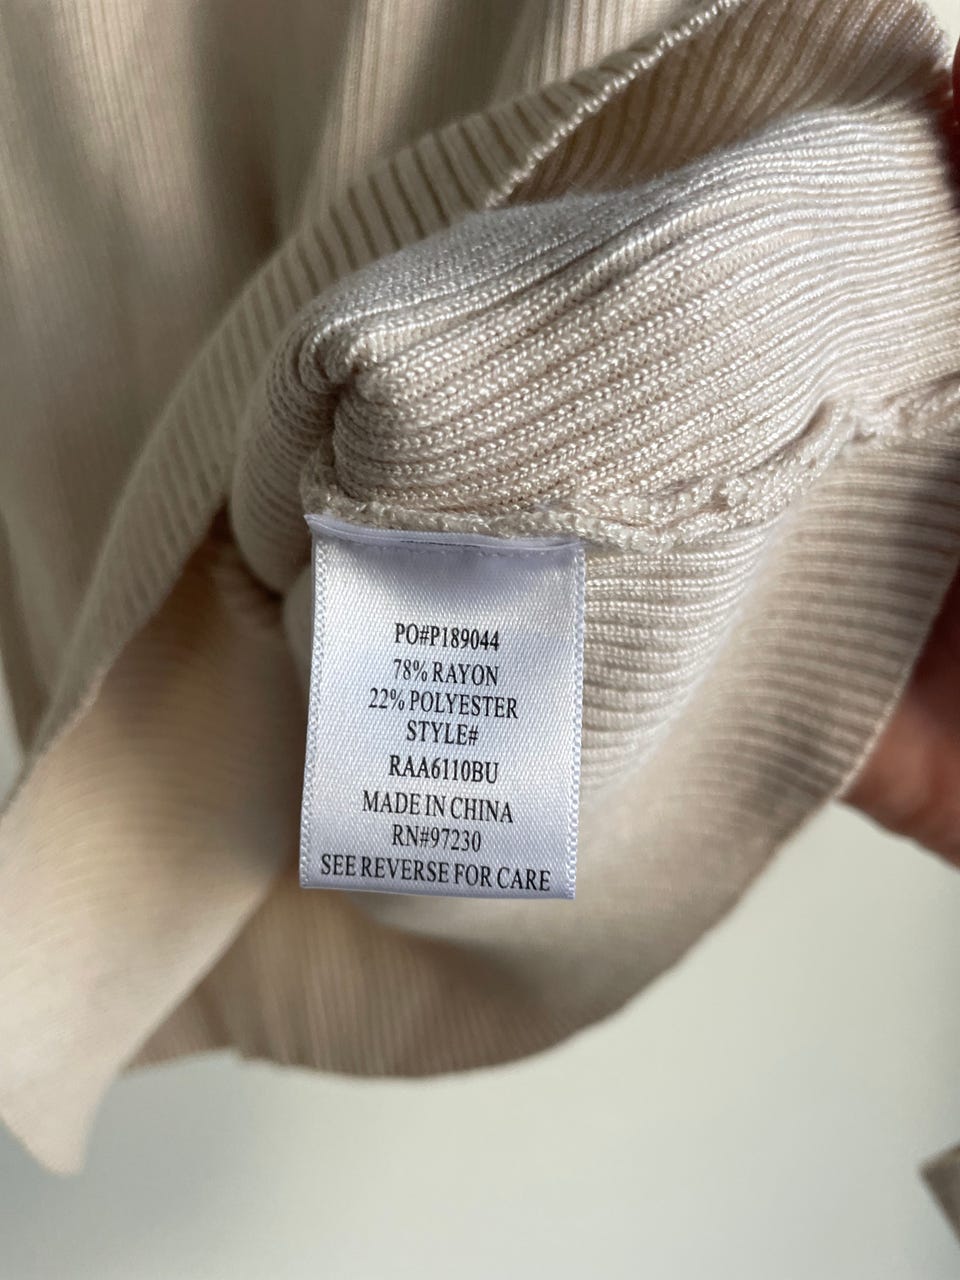 PO#P189044
78% RAYON
22% POLYESTER
STYLE#
RAA6110BU
MADE IN CHINA
RN#97230
SEE REVERSE FOR CARE